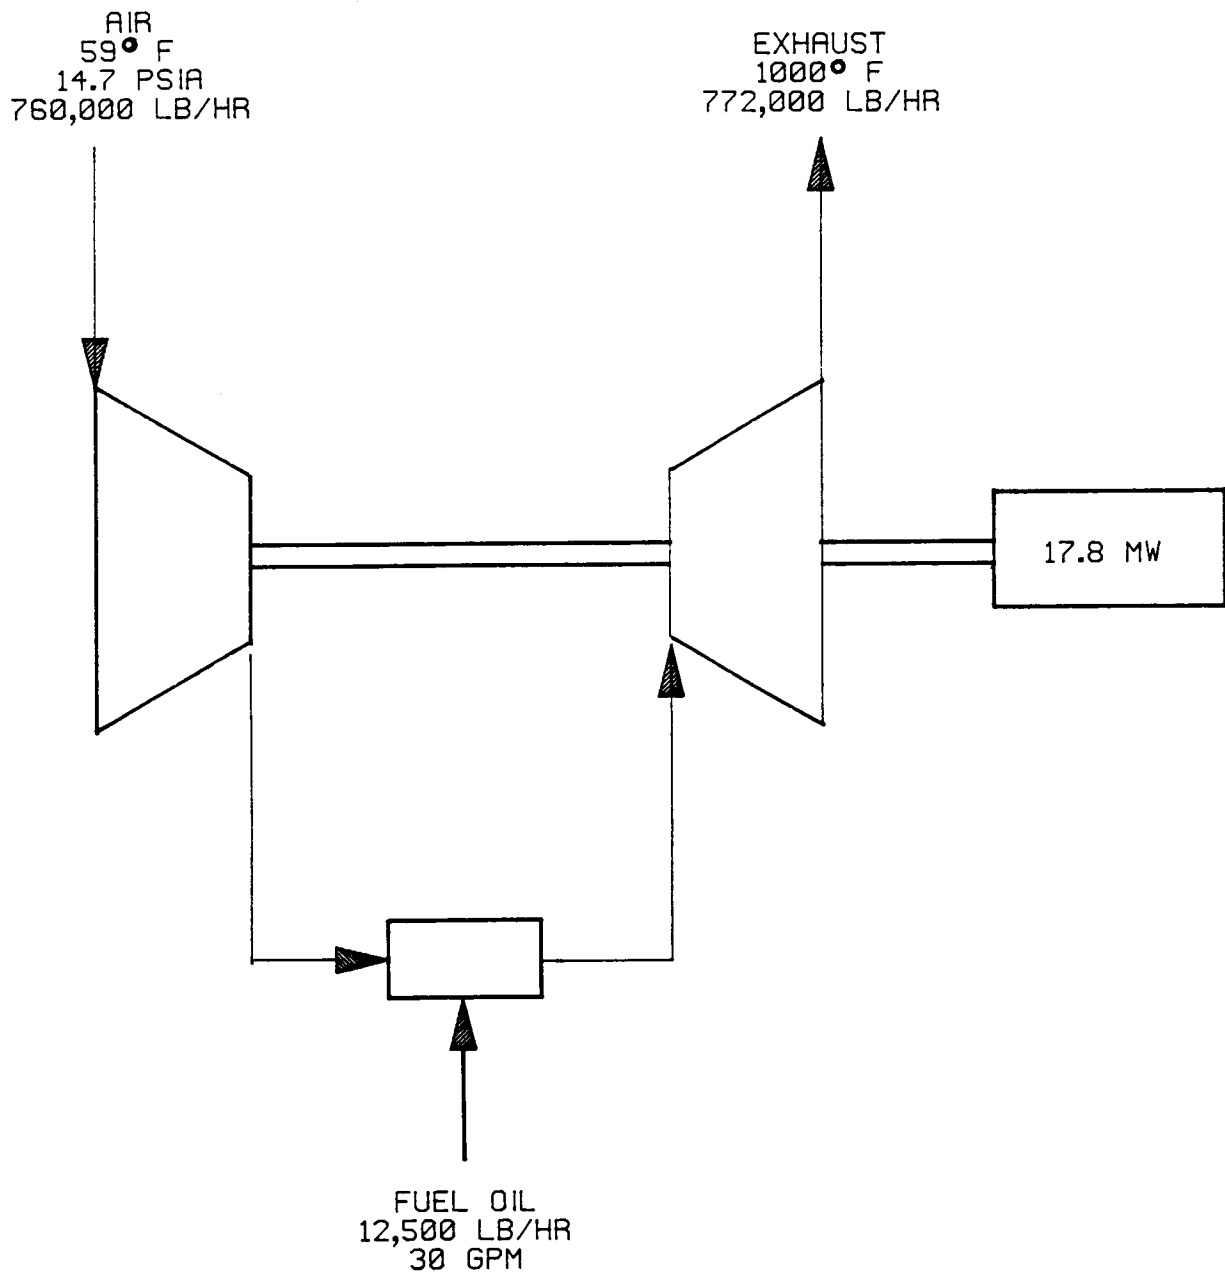 AIR
59° F
14.7 PSIA
760,000 LB/HR
EXHAUST
1000° F
772,000 LB/HR
17.8 MW
FUEL OIL
12,500 LB/HR
30 GPM